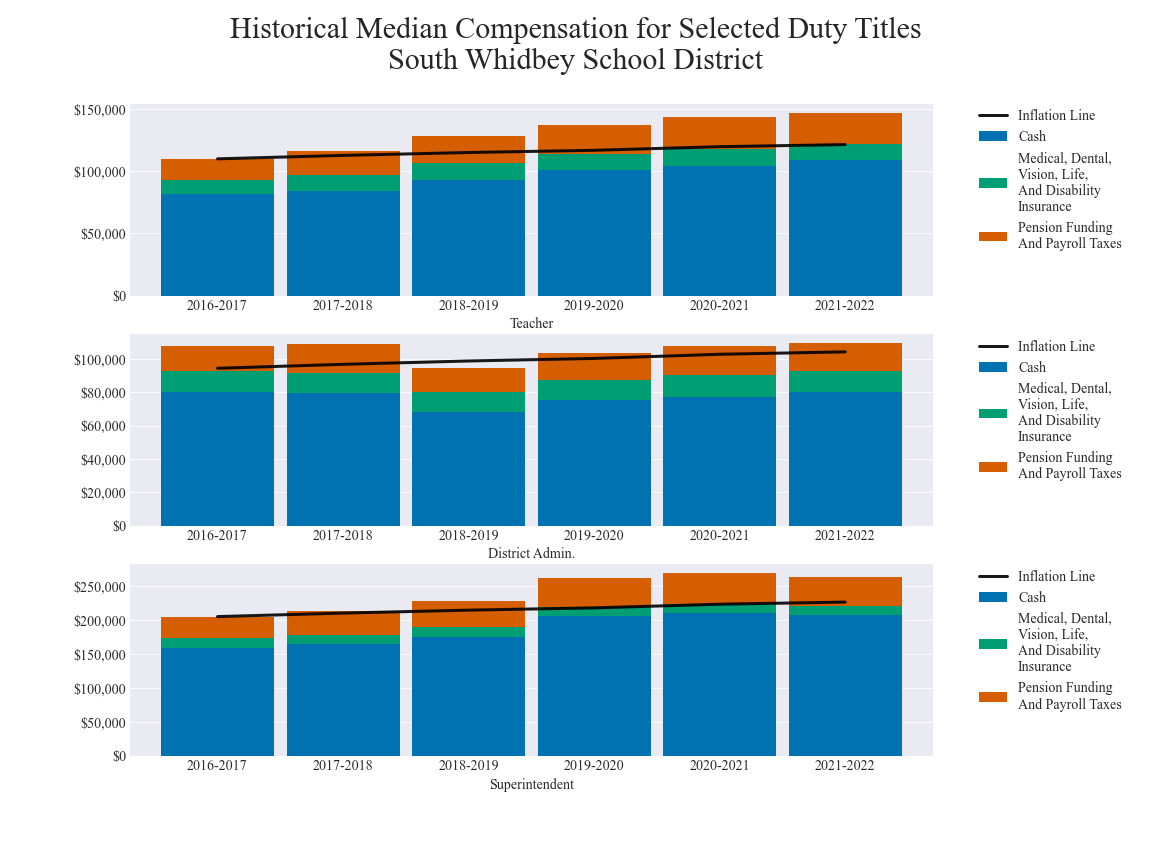 Historical Median Compensation for Selected Duty Titles
South Whidbey School District
$150,000
$100,000
$50,000
$0
2016-2017 2017-2018 2018-2019 2019-2020 2020-2021 2021-2022
Teacher
Inflation Line
Cash
Medical, Dental,
Vision, Life,
And Disability
Insurance
Pension Funding
And Payroll Taxes
$100,000
$80,000
$60,000
$40,000
$20,000
$0
2016-2017 2017-2018 2018-2019 2019-2020 2020-2021 2021-2022
District Admin.
Inflation Line
Cash
Medical, Dental,
Vision, Life,
And Disability
Insurance
Pension Funding
And Payroll Taxes
$250,000
$200,000
$150,000
$100,000
$50,000
$0
2016-2017 2017-2018 2018-2019 2019-2020 2020-2021 2021-2022
Superintendent
Inflation Line
Cash
Medical, Dental,
Vision, Life,
And Disability
Insurance
Pension Funding
And Payroll Taxes